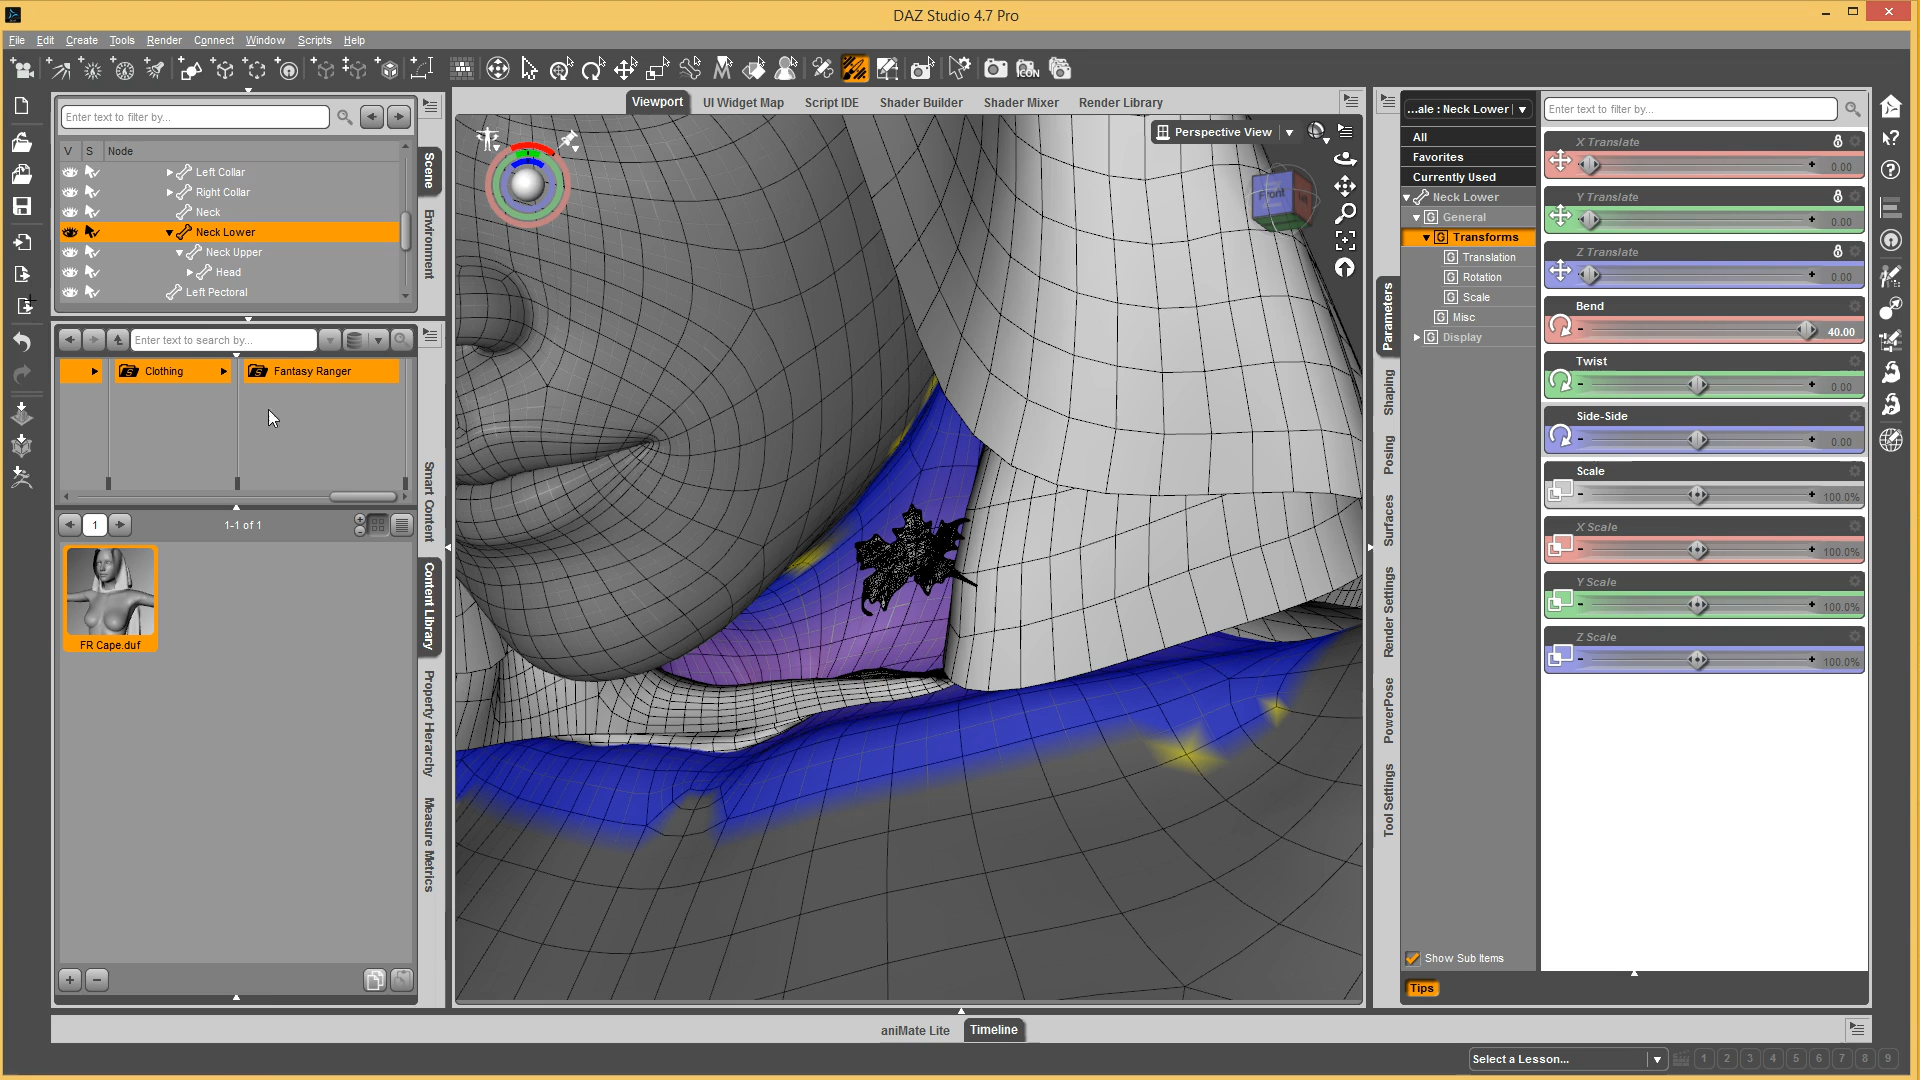 DAZ Studio 4.7 Pro
File Edit Create Tools Render Connect Window Scripts Help
ICON
Enter text to filter by...
V S Node
Left Collar
Right Collar
Neck
Neck Lower
Neck Upper
Head
Left Pectoral
Scene
Environment
Enter text to search by...
Clothing
Fantasy Ranger
1
1-1 of 1
FR Cape.duf
Smart Content
Content Library
Property Hierarchy
Measure Metrics
Viewport UI Widget Map Script IDE Shader Builder Shader Mixer Render Library
Perspective View
Front
Parameters
Shaping
Posing
Surfaces
Render Settings
PowerPose
Tool Settings
...ale : Neck Lower
All
Favorites
Currently Used
Neck Lower
G General
G Transforms
G Translation
G Rotation
G Scale
G Misc
G Display
Show Sub Items
Tips
Enter text to filter by...
X Translate
- + 0.00
Y Translate
- + 0.00
Z Translate
- + 0.00
Bend
- 40.00
Twist
- + 0.00
Side-Side
- + 0.00
Scale
- + 100.0%
X Scale
- + 100.0%
Y Scale
- + 100.0%
Z Scale
- + 100.0%
aniMate Lite Timeline
Select a Lesson...
1 2 3 4 5 6 7 8 9